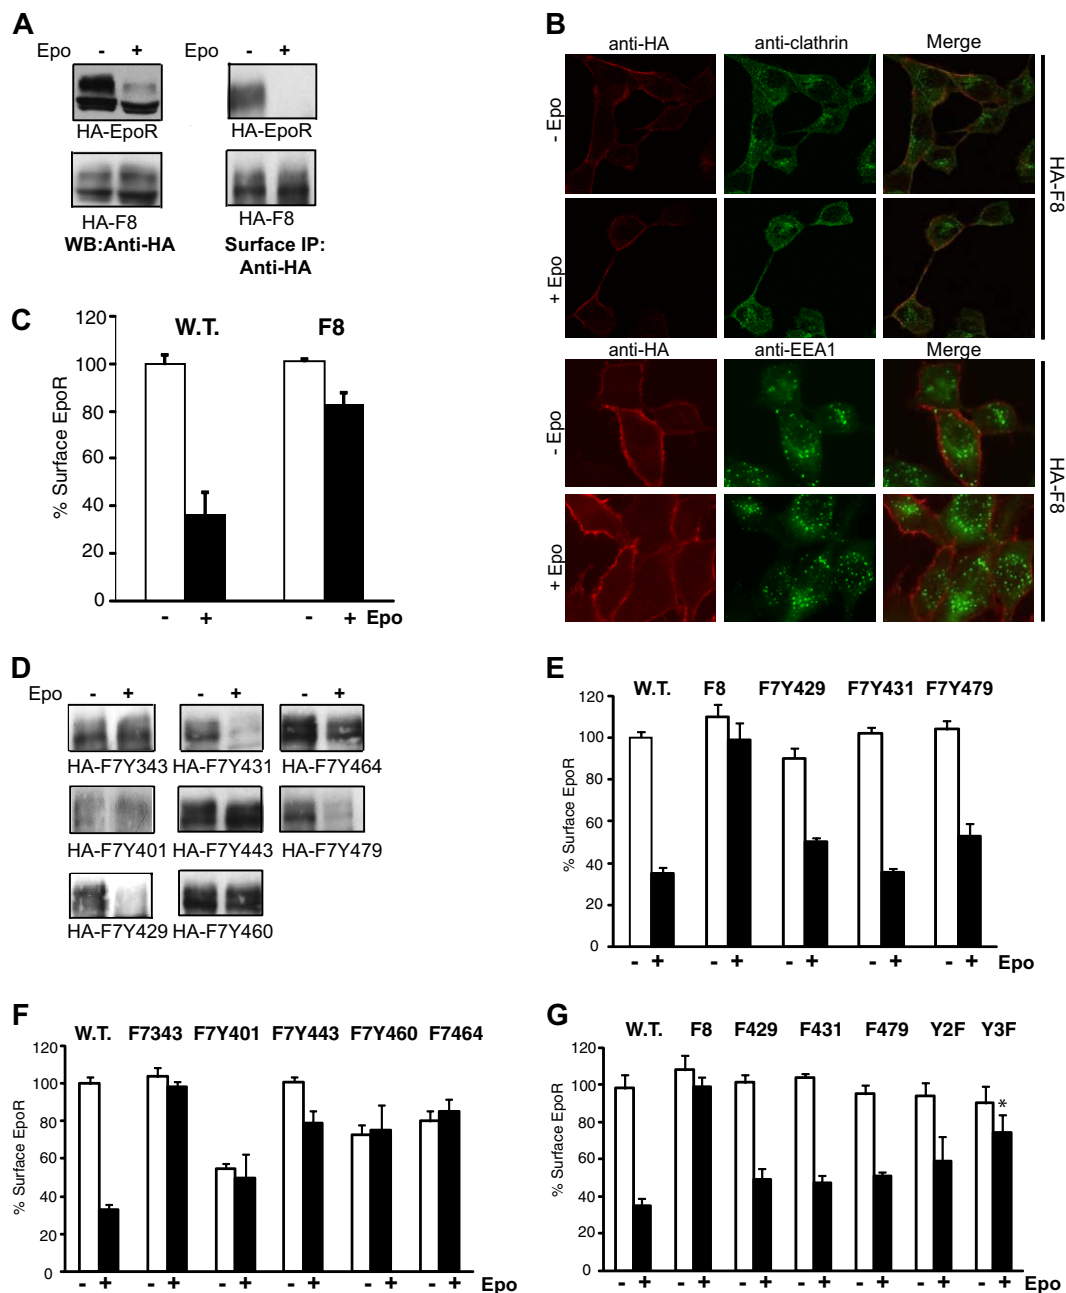 A
Epo - + Epo - +
HA-EpoR HA-EpoR
HA-F8 HA-F8
WB:Anti-HA Surface IP:
Anti-HA
B
anti-HA anti-clathrin Merge
- Epo
+ Epo
HA-F8
anti-HA anti-EEA1 Merge
- Epo
+ Epo
HA-F8
C
W.T. F8
% Surface EpoR
120
100
80
60
40
20
0
- + - + Epo
D
Epo - + - + - +
HA-F7Y343 HA-F7Y431 HA-F7Y464
HA-F7Y401 HA-F7Y443 HA-F7Y479
HA-F7Y429 HA-F7Y460
E
W.T. F8 F7Y429 F7Y431 F7Y479
% Surface EpoR
120
100
80
60
40
20
0
- + - + - + - + - + Epo
F
W.T. F7343 F7Y401 F7Y443 F7Y460 F7464
% Surface EpoR
120
100
80
60
40
20
0
- + - + - + - + - + - + Epo
G
W.T. F8 F429 F431 F479 Y2F Y3F
% Surface EpoR
120
100
80
60
40
20
0
*
- + - + - + - + - + - + - + Epo